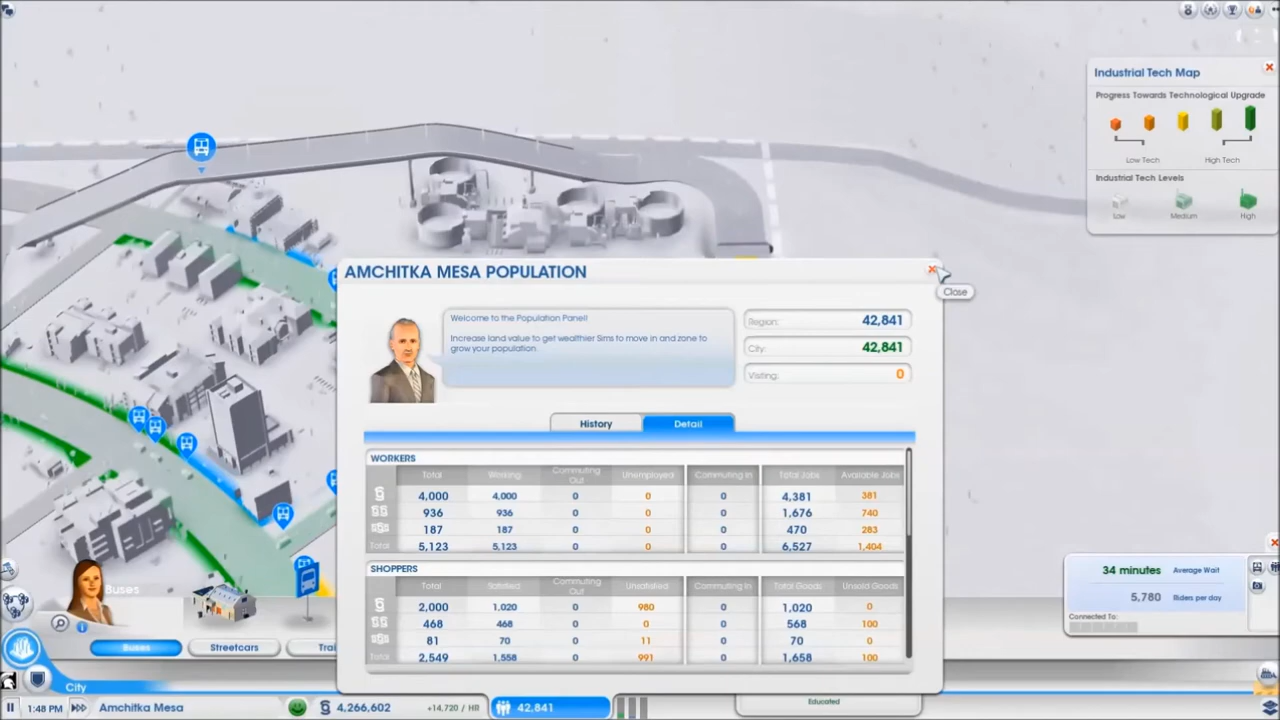 Industrial Tech Map
Progress Towards Technological Upgrade
Low Tech High Tech
Industrial Tech Levels
Low Medium High
AMCHITKA MESA POPULATION
Close
Welcome to the Population Panel!
Increase land value to get wealthier Sims to move in and zone to
grow your population.
Region: 42,841
City: 42,841
Visiting: 0
History Detail
WORKERS
Total Working Commuting Out Unemployed Commuting In Total Jobs Available Jobs
4,000 4,000 0 0 0 4,381 381
936 936 0 0 0 1,676 740
187 187 0 0 0 470 283
Total 5,123 5,123 0 0 0 6,527 1,404
SHOPPERS
Total Satisfied Commuting Out Unsatisfied Commuting In Total Goods Unsold Goods
2,000 1,020 0 980 0 1,020 0
468 468 0 0 0 568 100
81 70 0 11 0 70 0
Total 2,549 1,558 0 991 0 1,658 100
34 minutes Average Wait
5,780 Riders per day
Connected To:
Buses
Buses Streetcars Trai
City
1:48 PM Amchitka Mesa 4,266,602 +14,720 / HR 42,841 Educated